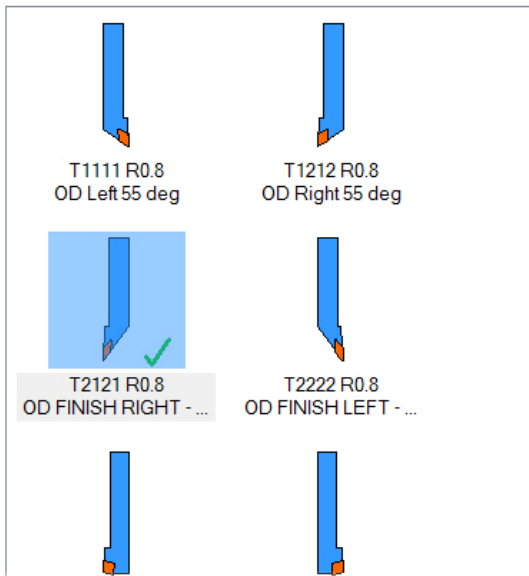 T1111 R0.8
OD Left 55 deg
T1212 R0.8
OD Right 55 deg
T2121 R0.8
OD FINISH RIGHT - ...
T2222 R0.8
OD FINISH LEFT - ...